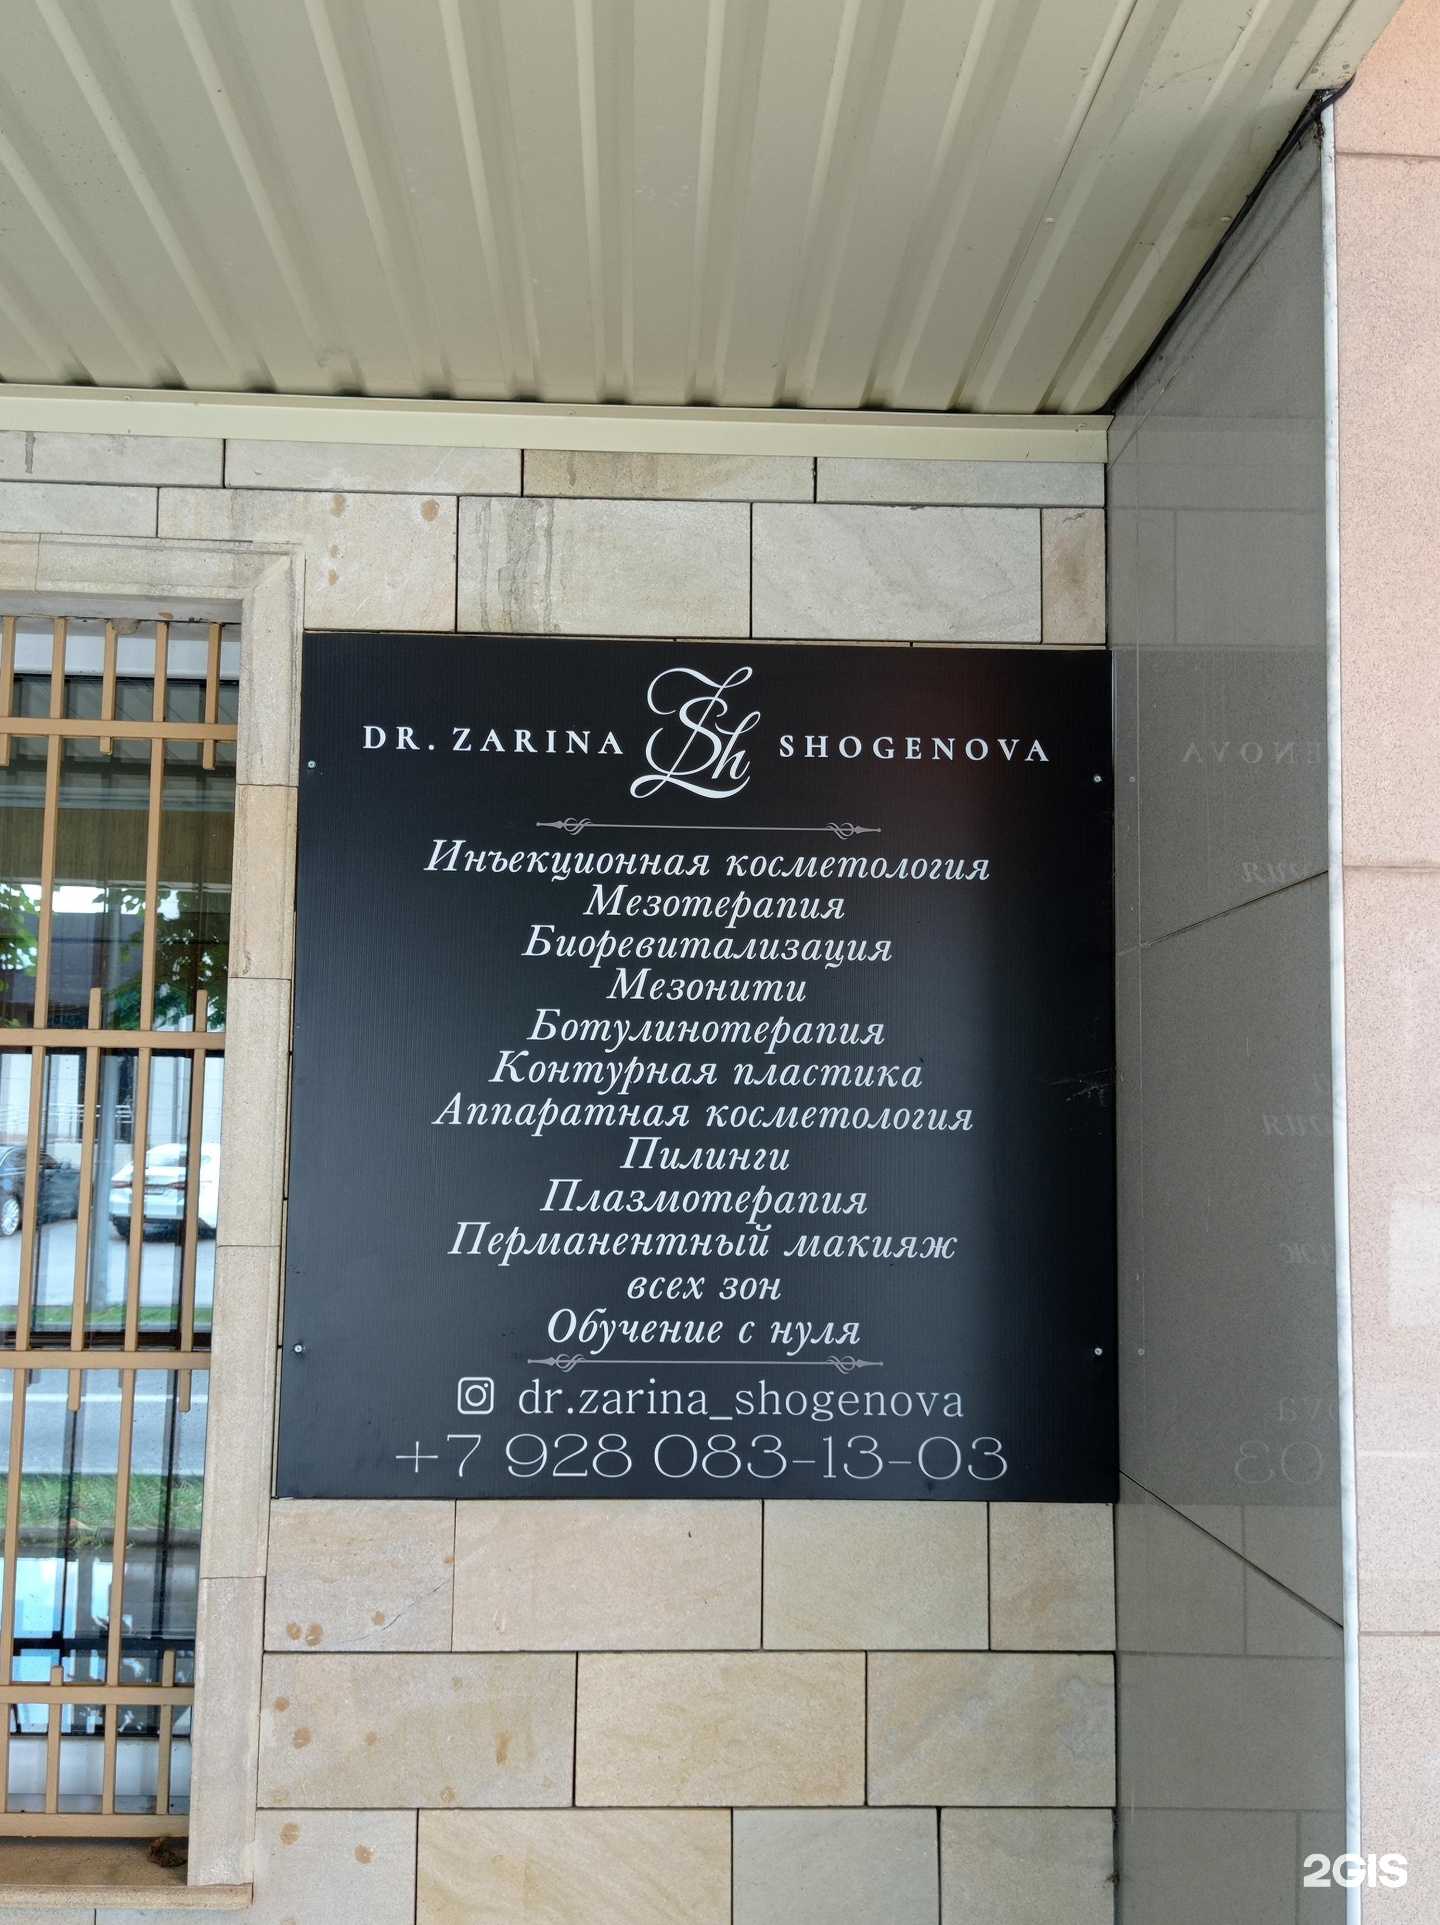 DR. ZARINA Sh SHOGENOVA
Инъекционная косметология
Мезотерапия
Биоревитализация
Мезонити
Ботулинотерапия
Контурная пластика
Аппаратная косметология
Пилинги
Плазмотерапия
Перманентный макияж
всех зон
Обучение с нуля
dr.zarina_shogenova
+7 928 083-13-03
2GIS